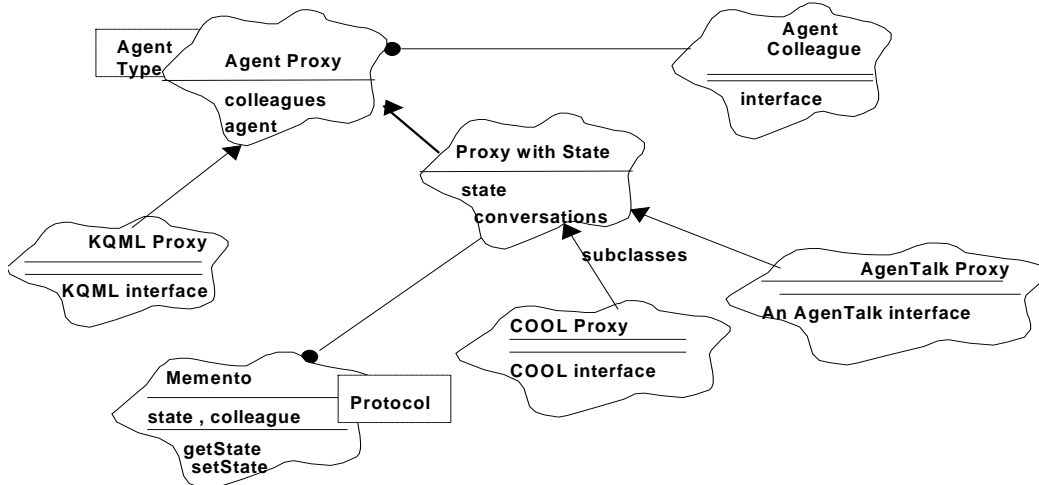 Agent
Type
Agent Proxy
colleagues
agent
Agent
Colleague
interface
Proxy with State
state
conversations
KQML Proxy
KQML interface
subclasses
AgenTalk Proxy
An AgenTalk interface
COOL Proxy
COOL interface
Memento
Protocol
state , colleague
getState
setState